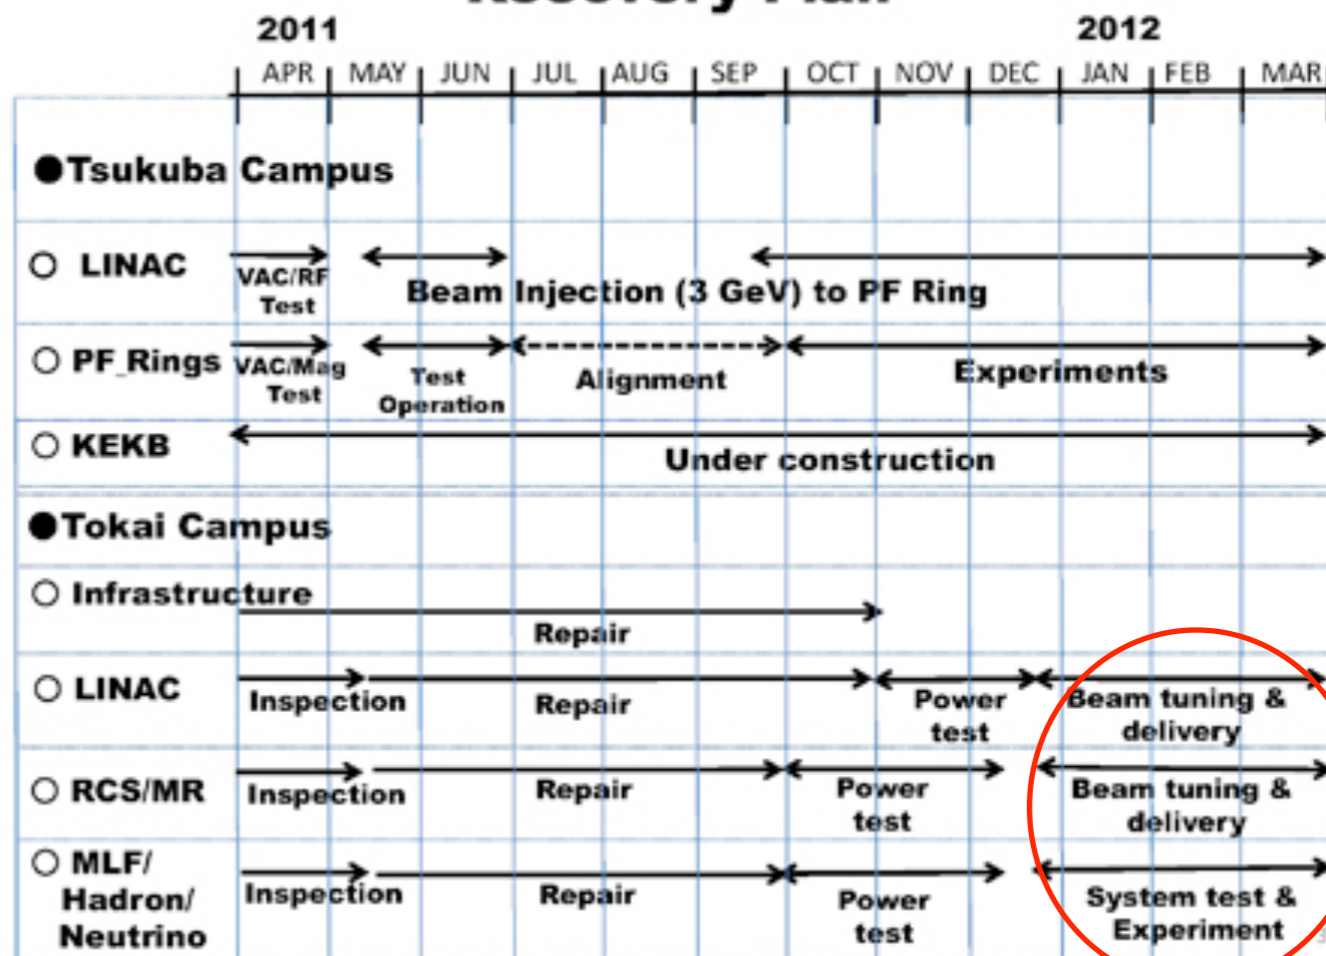 Recovery Plan
2011 2012
APR MAY JUN JUL AUG SEP OCT NOV DEC JAN FEB MAR
●Tsukuba Campus
○ LINAC
VAC/RF
Test
Beam Injection (3 GeV) to PF Ring
○ PF_Rings
VAC/Mag
Test
Test
Operation
Alignment
Experiments
○ KEKB
Under construction
●Tokai Campus
○ Infrastructure
Repair
○ LINAC
Inspection
Repair
Power
test
Beam tuning &
delivery
○ RCS/MR
Inspection
Repair
Power
test
Beam tuning &
delivery
○ MLF/
Hadron/
Neutrino
Inspection
Repair
Power
test
System test &
Experiment